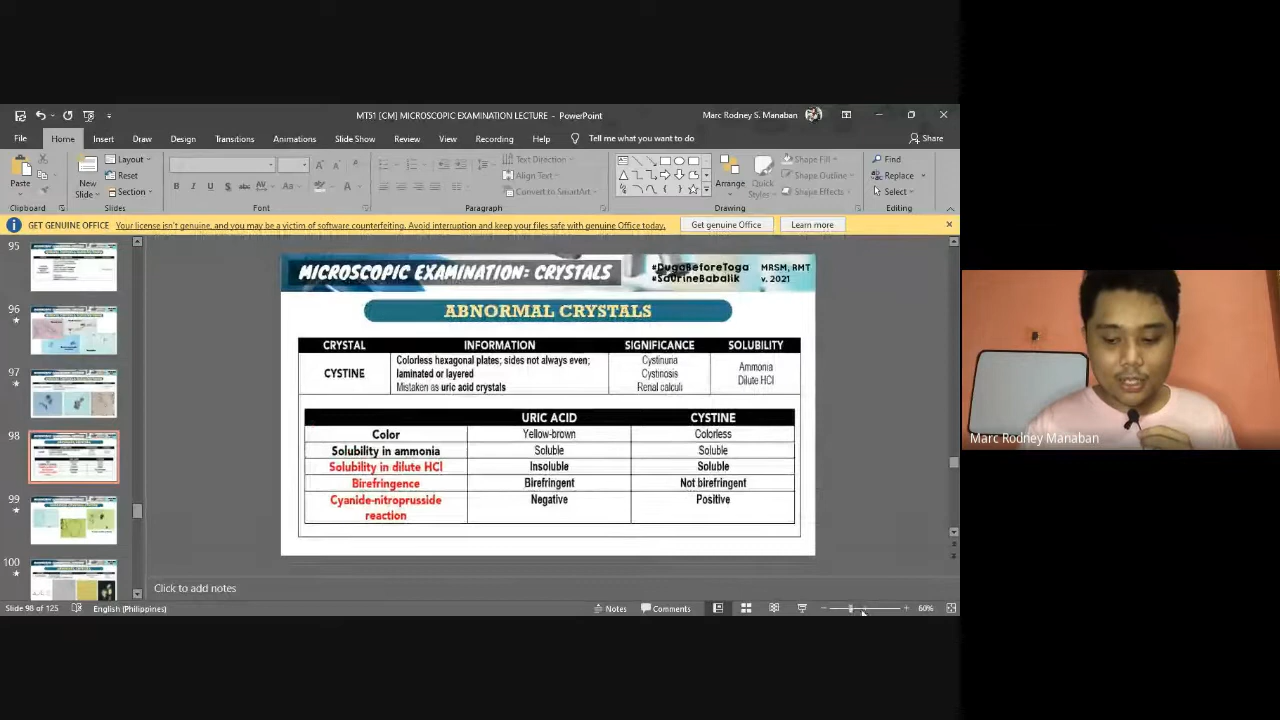 MT51 [CM] MICROSCOPIC EXAMINATION LECTURE - PowerPoint
Marc Rodney S. Manaban
File Home Insert Draw Design Transitions Animations Slide Show Review View Recording Help Tell me what you want to do
Share
Paste
New
Slide
Layout
Reset
Section
Text Direction
Align Text
Convert to SmartArt
Arrange
Quick
Styles
Shape Fill
Shape Outline
Shape Effects
Find
Replace
Select
Clipboard Slides Font Paragraph Drawing Editing
GET GENUINE OFFICE Your license isn't genuine, and you may be a victim of software counterfeiting. Avoid interruption and keep your files safe with genuine Office today. Get genuine Office Learn more
95
96
97
98
99
100
MICROSCOPIC EXAMINATION: CRYSTALS
#DugoBeforeToga
#SaUrineBabalik
MRSM, RMT
v. 2021
ABNORMAL CRYSTALS
CRYSTAL INFORMATION SIGNIFICANCE SOLUBILITY
CYSTINE
Colorless hexagonal plates; sides not always even;
laminated or layered
Mistaken as uric acid crystals
Cystinuria
Cystinosis
Renal calculi
Ammonia
Dilute HCl
URIC ACID CYSTINE
Color Yellow-brown Colorless
Solubility in ammonia Soluble Soluble
Solubility in dilute HCl Insoluble Soluble
Birefringence Birefringent Not birefringent
Cyanide-nitroprusside
reaction
Negative Positive
Click to add notes
Slide 98 of 125 English (Philippines) Notes Comments 60%
Marc Rodney Manaban